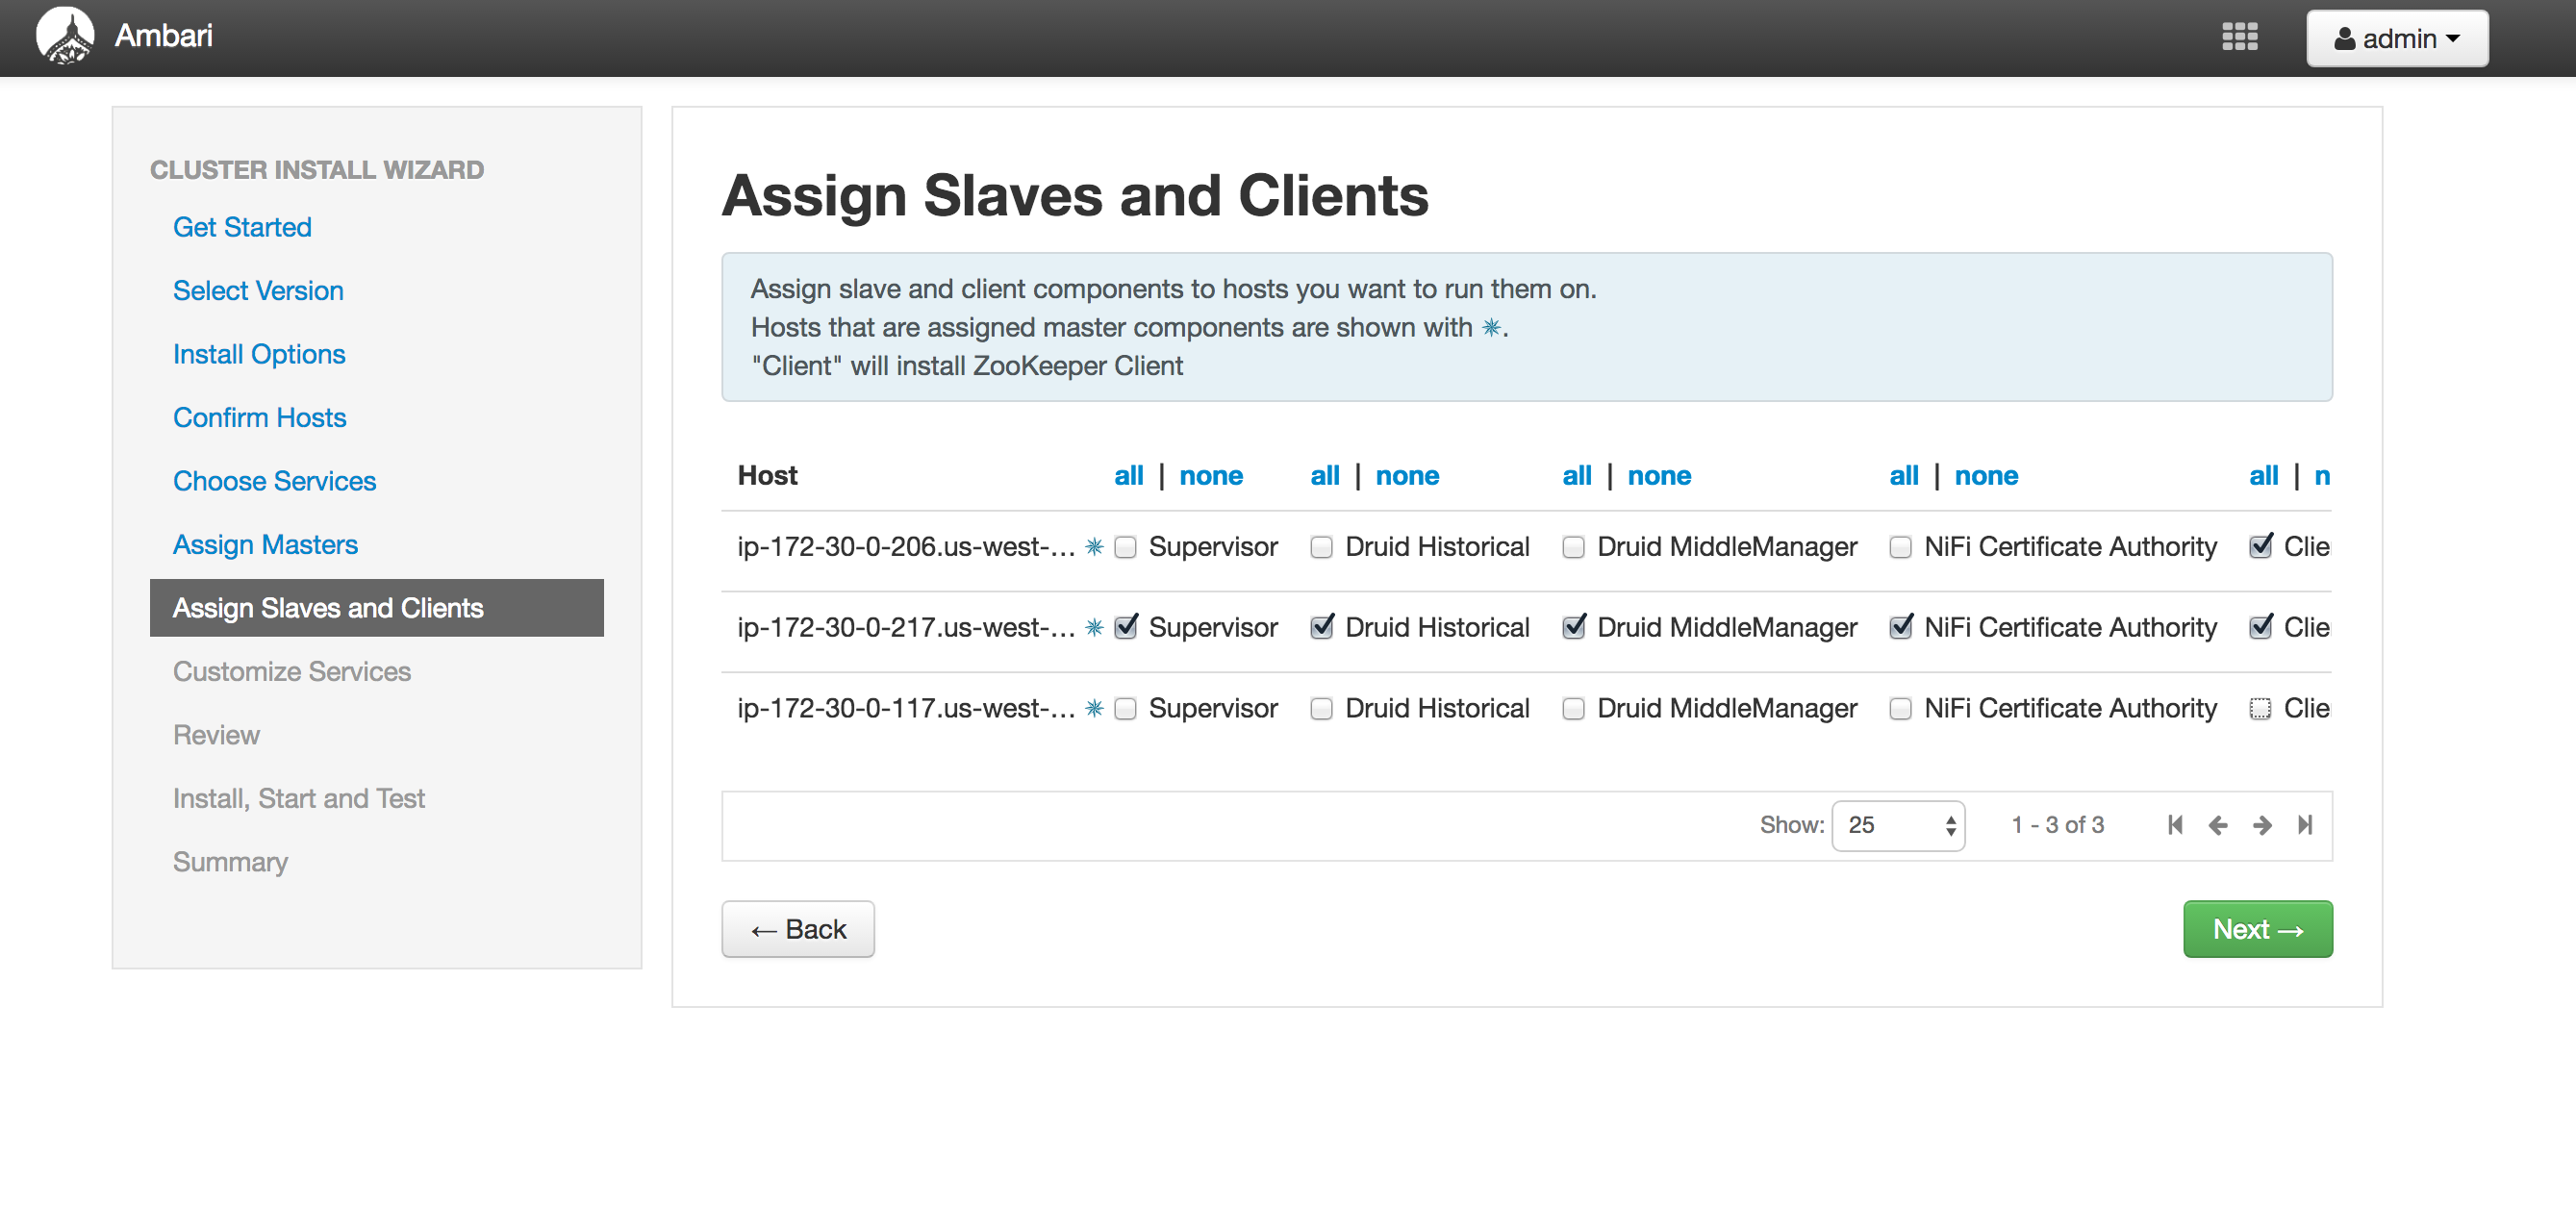 Ambari
admin
CLUSTER INSTALL WIZARD
Get Started
Select Version
Install Options
Confirm Hosts
Choose Services
Assign Masters
Assign Slaves and Clients
Customize Services
Review
Install, Start and Test
Summary
Assign Slaves and Clients
Assign slave and client components to hosts you want to run them on.
Hosts that are assigned master components are shown with ✵.
"Client" will install ZooKeeper Client
Host all | none all | none all | none all | none all | n
ip-172-30-0-206.us-west-... ✵ Supervisor Druid Historical Druid MiddleManager NiFi Certificate Authority Clie
ip-172-30-0-217.us-west-... ✵ Supervisor Druid Historical Druid MiddleManager NiFi Certificate Authority Clie
ip-172-30-0-117.us-west-... ✵ Supervisor Druid Historical Druid MiddleManager NiFi Certificate Authority Clie
Show: 25 1 - 3 of 3
← Back
Next →